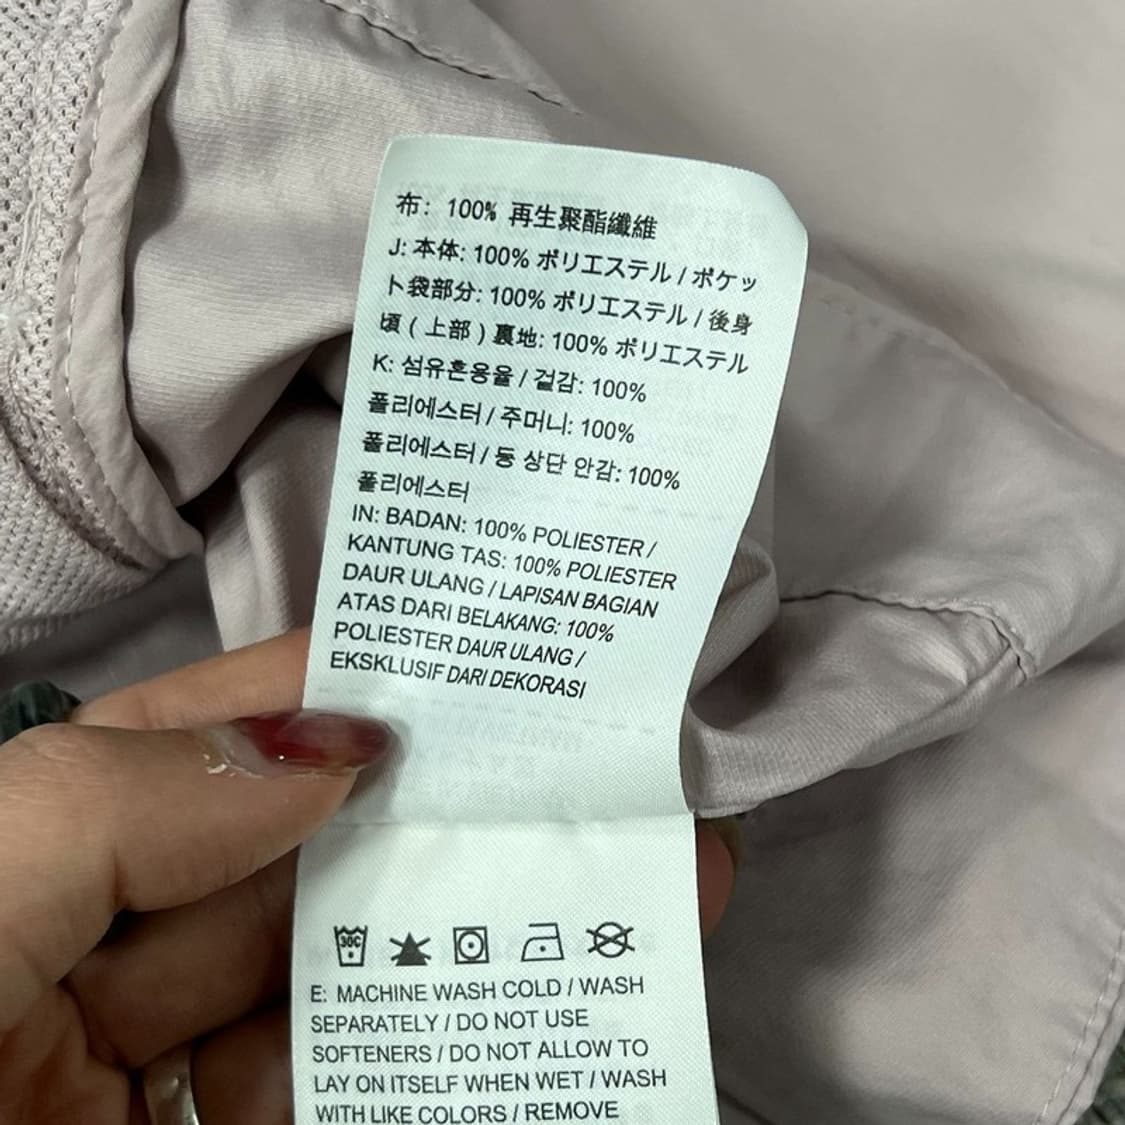 布: 100% 再生聚酯纖維
J: 本体: 100% ポリエステル / ポケッ
ト袋部分: 100% ポリエステル / 後身
頃 ( 上部 ) 裏地: 100% ポリエステル
K: 섬유혼용율 / 겉감: 100%
폴리에스터 / 주머니: 100%
폴리에스터 / 등 상단 안감: 100%
폴리에스터
IN: BADAN: 100% POLIESTER /
KANTUNG TAS: 100% POLIESTER
DAUR ULANG / LAPISAN BAGIAN
ATAS DARI BELAKANG: 100%
POLIESTER DAUR ULANG /
EKSKLUSIF DARI DEKORASI
30C
E: MACHINE WASH COLD / WASH
SEPARATELY / DO NOT USE
SOFTENERS / DO NOT ALLOW TO
LAY ON ITSELF WHEN WET / WASH
WITH LIKE COLORS / REMOVE